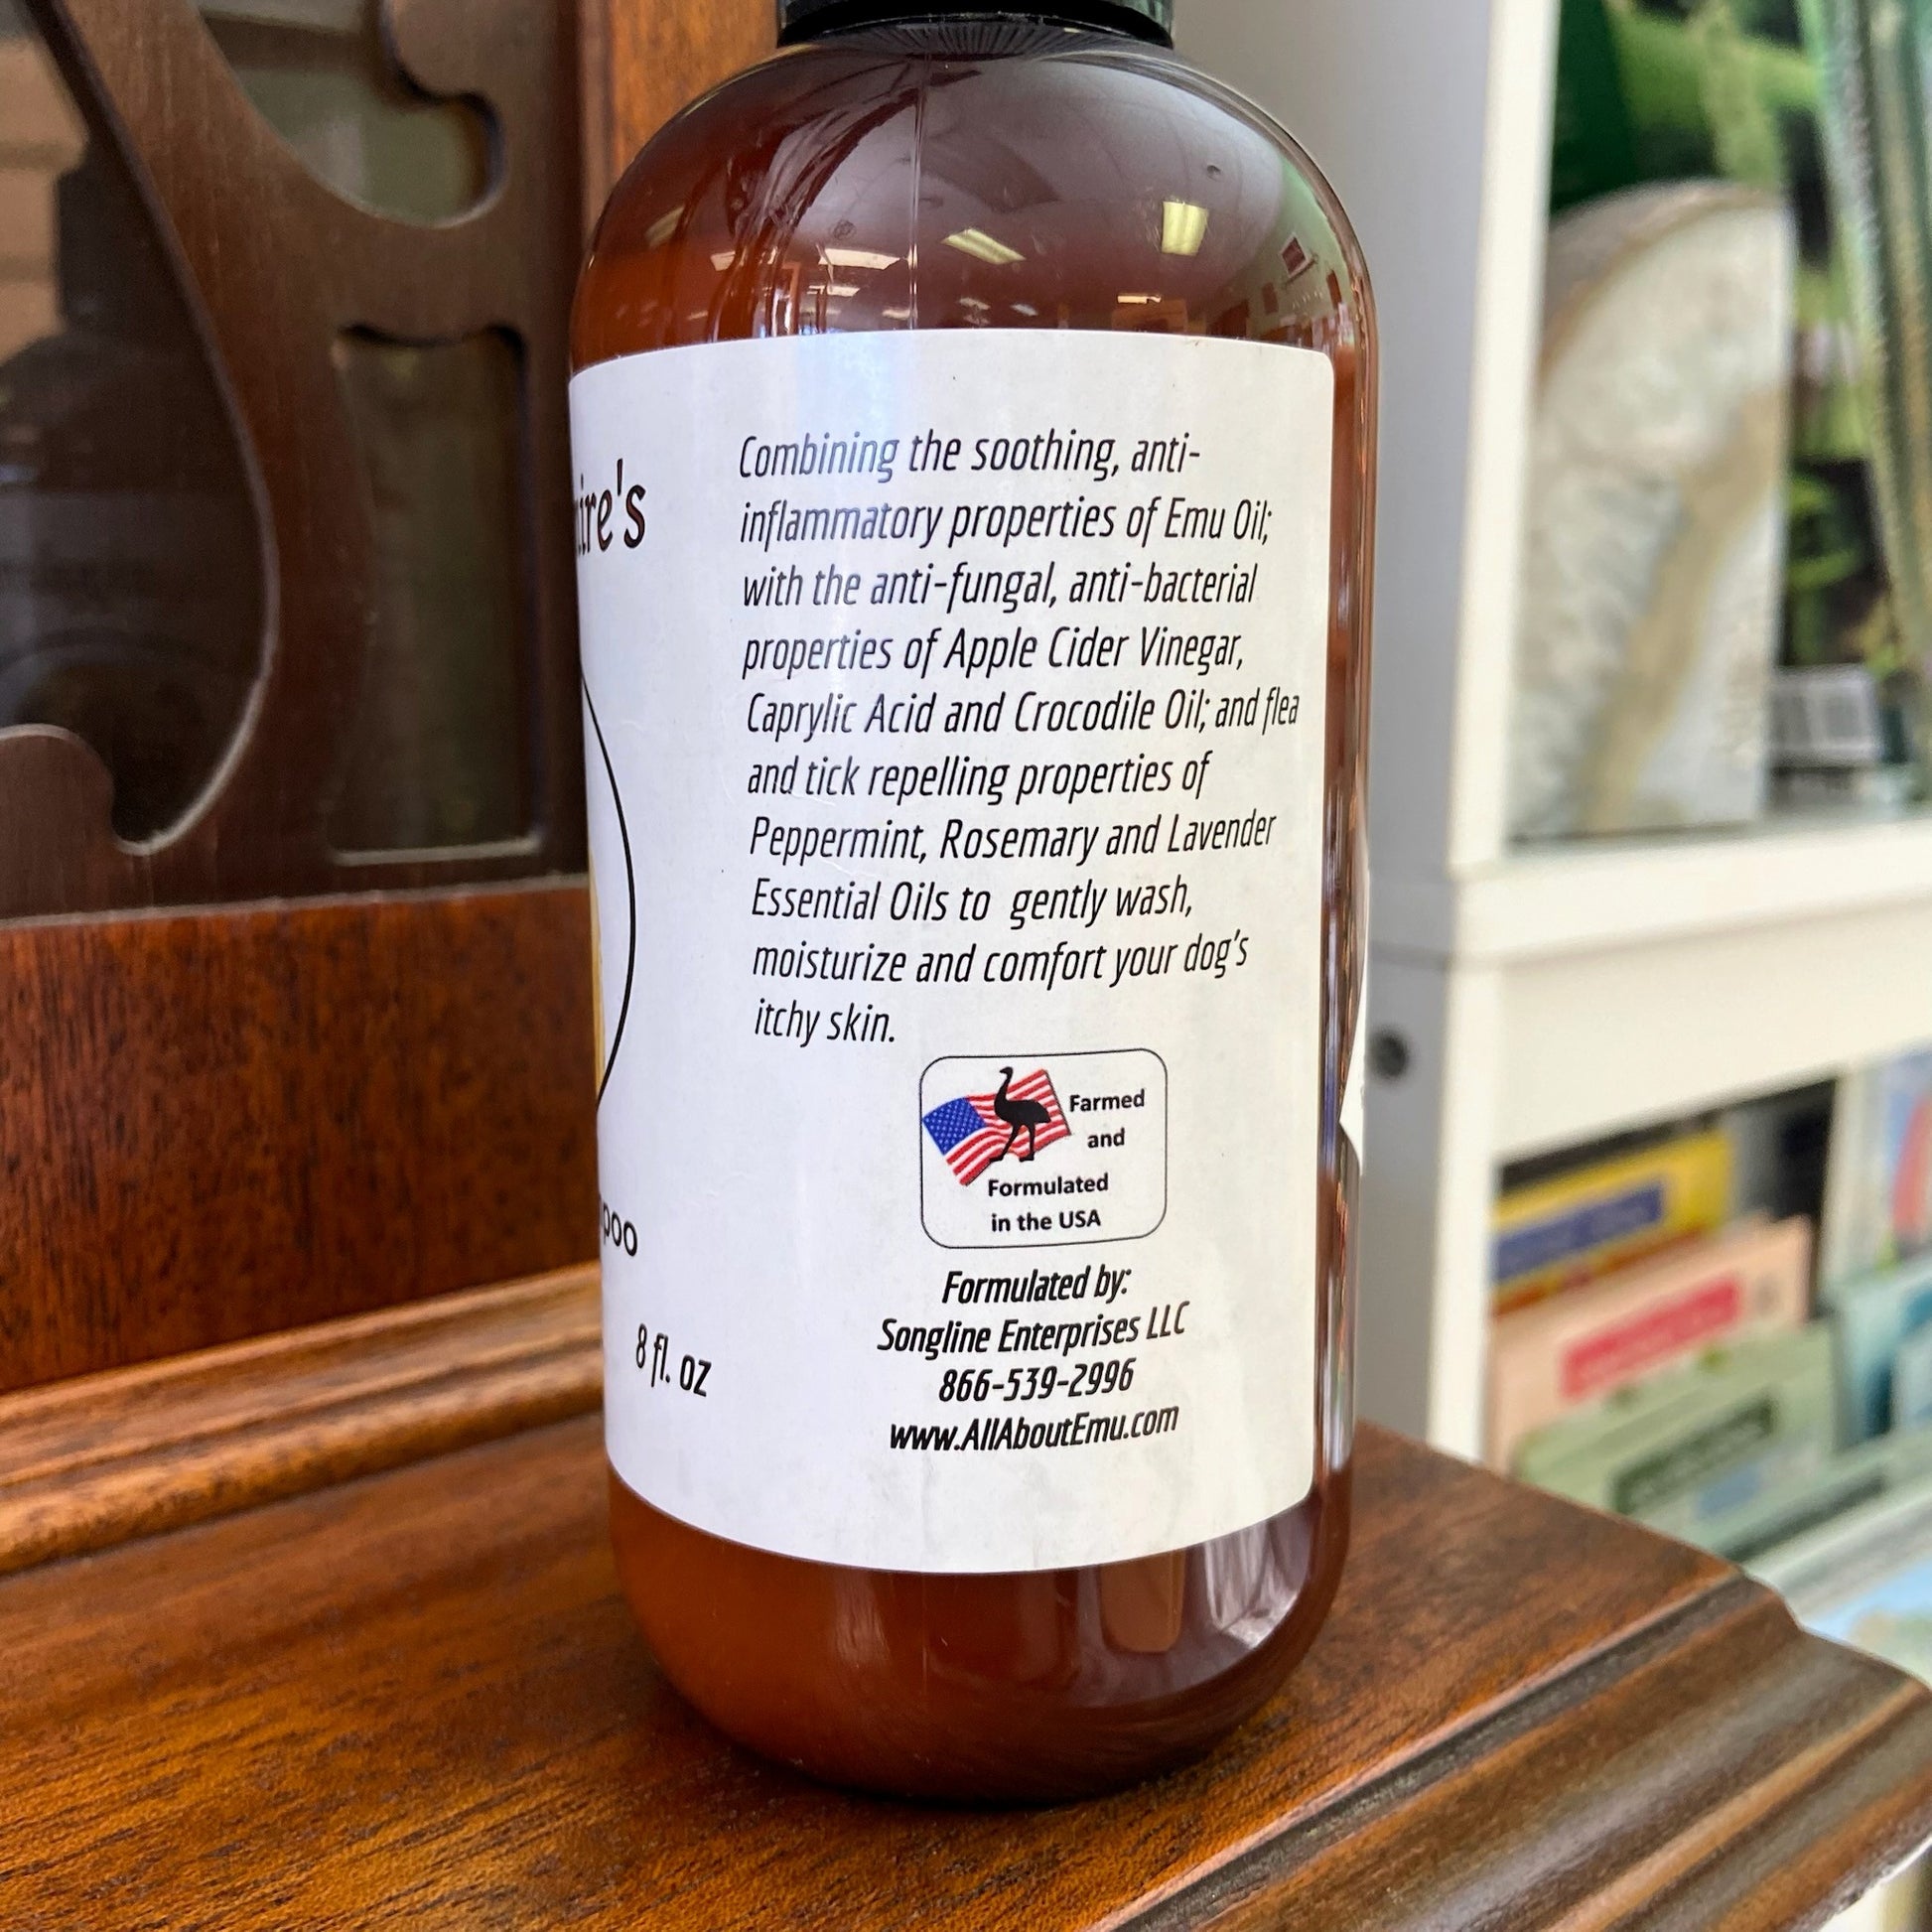 Combining the soothing, anti-
inflammatory properties of Emu Oil;
with the anti-fungal, anti-bacterial
properties of Apple Cider Vinegar,
Caprylic Acid and Crocodile Oil; and flea
and tick repelling properties of
Peppermint, Rosemary and Lavender
Essential Oils to gently wash,
moisturize and comfort your dog's
itchy skin.
Farmed
and
Formulated
in the USA
Formulated by:
Songline Enterprises LLC
866-539-2996
www.AllAboutEmu.com
8 fl. oz